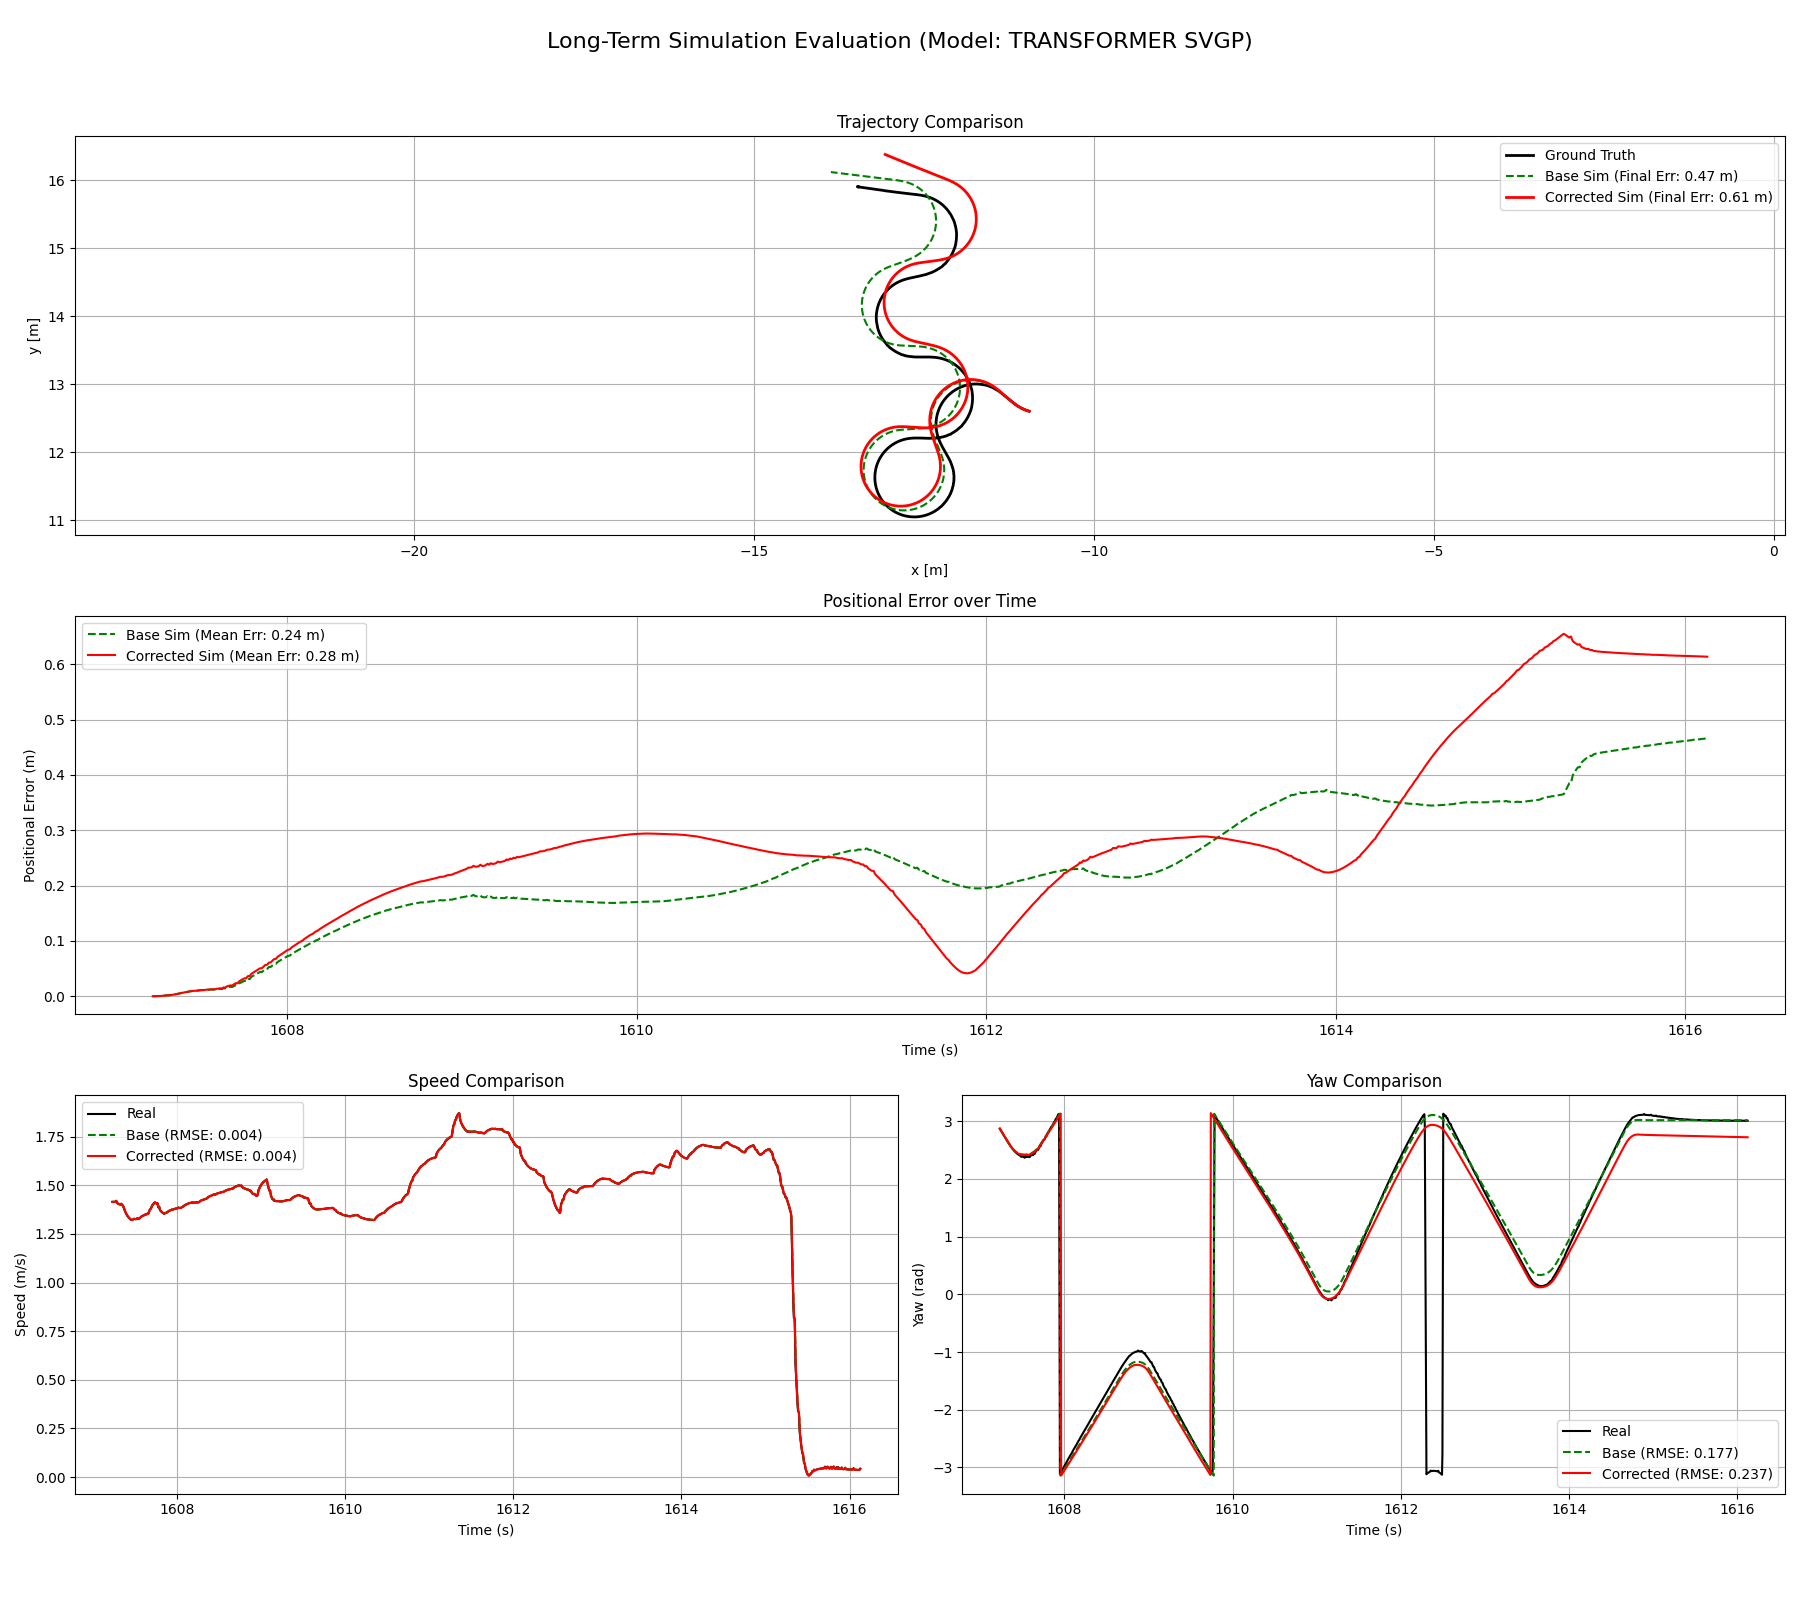 Long-Term Simulation Evaluation (Model: TRANSFORMER SVGP)
Trajectory Comparison
Ground Truth
Base Sim (Final Err: 0.47 m)
Corrected Sim (Final Err: 0.61 m)
y [m]
16
15
14
13
12
11
−20
−15
−10
−5
0
x [m]
Positional Error over Time
Base Sim (Mean Err: 0.24 m)
Corrected Sim (Mean Err: 0.28 m)
Positional Error (m)
0.6
0.5
0.4
0.3
0.2
0.1
0.0
1608
1610
1612
1614
1616
Time (s)
Speed Comparison
Real
Base (RMSE: 0.004)
Corrected (RMSE: 0.004)
Speed (m/s)
1.75
1.50
1.25
1.00
0.75
0.50
0.25
0.00
1608
1610
1612
1614
1616
Time (s)
Yaw Comparison
Yaw (rad)
3
2
1
0
−1
−2
−3
Real
Base (RMSE: 0.177)
Corrected (RMSE: 0.237)
1608
1610
1612
1614
1616
Time (s)